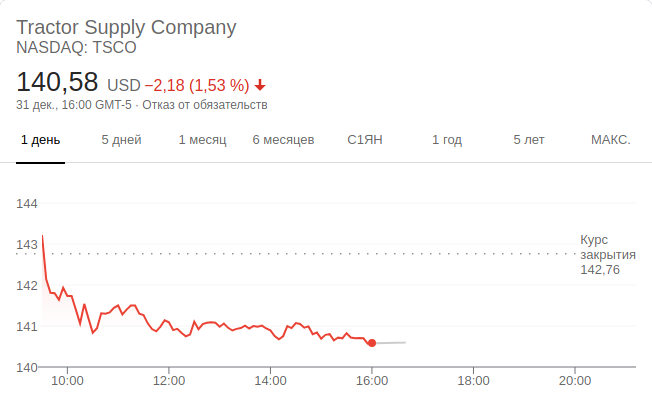 Tractor Supply Company
NASDAQ: TSCO
140,58 USD −2,18 (1,53 %)
31 дек., 16:00 GMT-5 · Отказ от обязательств
1 день 5 дней 1 месяц 6 месяцев С1ЯН 1 год 5 лет МАКС.
144
143
142
141
140
Курс
закрытия
142,76
10:00 12:00 14:00 16:00 18:00 20:00